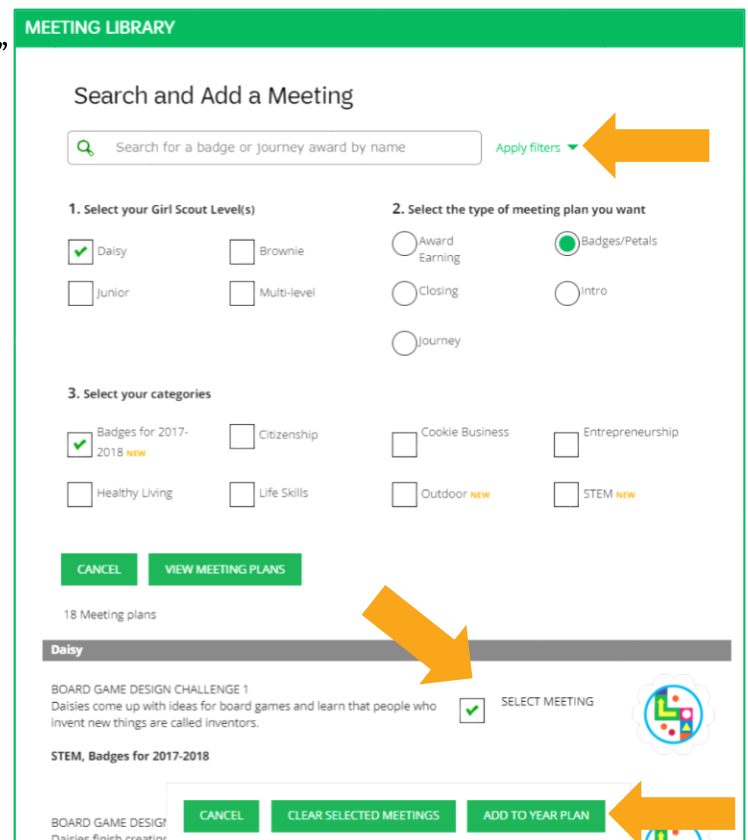 MEETING LIBRARY
”
Search and Add a Meeting
Search for a badge or journey award by name
Apply filters
1. Select your Girl Scout Level(s)
2. Select the type of meeting plan you want
Daisy
Brownie
Award
Earning
Badges/Petals
Junior
Multi-level
Closing
Intro
Journey
3. Select your categories
Badges for 2017-
2018 NEW
Citizenship
Cookie Business
Entrepreneurship
Healthy Living
Life Skills
Outdoor NEW
STEM NEW
CANCEL
VIEW MEETING PLANS
18 Meeting plans
Daisy
BOARD GAME DESIGN CHALLENGE 1
Daisies come up with ideas for board games and learn that people who
invent new things are called inventors.
SELECT MEETING
STEM, Badges for 2017-2018
CANCEL
CLEAR SELECTED MEETINGS
ADD TO YEAR PLAN
BOARD GAME DESIGN
Daisies finish creating